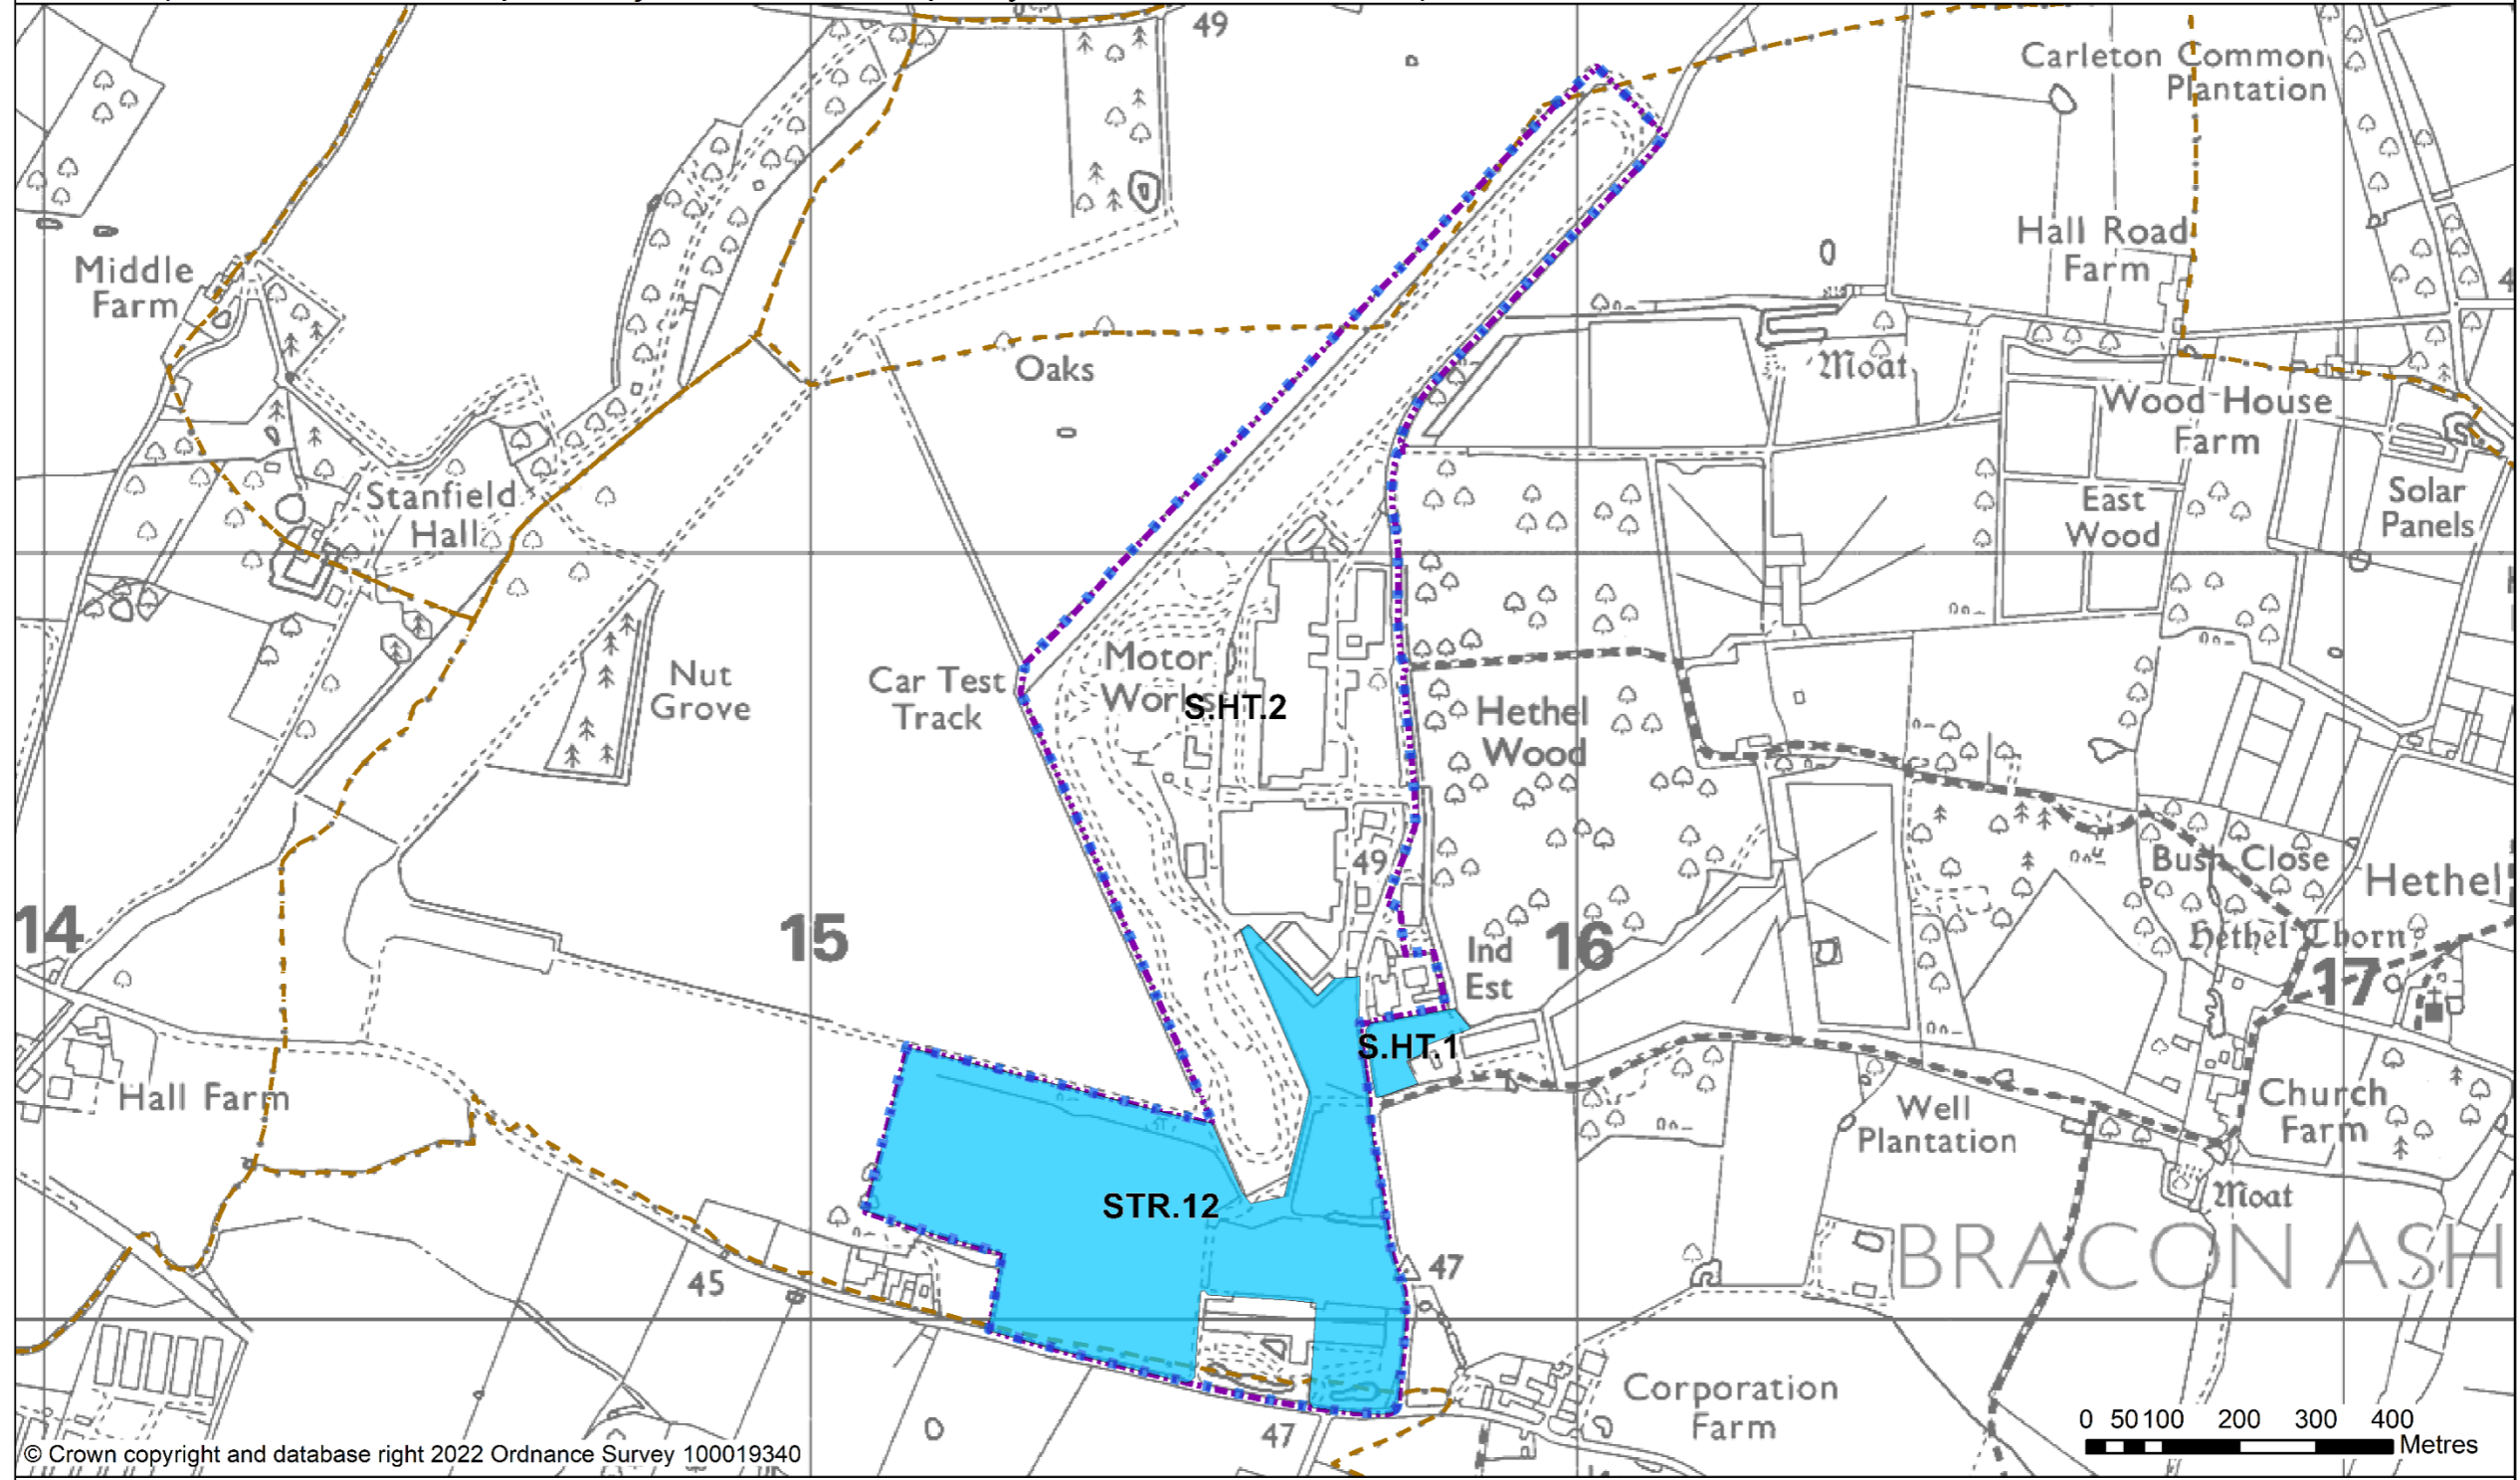 49
Carleton Common
Plantation
Middle
Farm
Hall Road
Farm
Oaks
Moat
Wood House
Farm
Stanfield
Hall
East
Wood
Solar
Panels
Nut
Grove
Car Test
Track
Motor
Works
S.HT.2
Hethel
Wood
49
Bush Close
Hethel
Hethel Thorn
14
15
16
17
Ind
Est
S.HT.1
Hall Farm
Well
Plantation
Church
Farm
STR.12
Moat
BRACON ASH
45
47
Corporation
Farm
47
0 50 100 200 300 400
Metres
© Crown copyright and database right 2022 Ordnance Survey 100019340